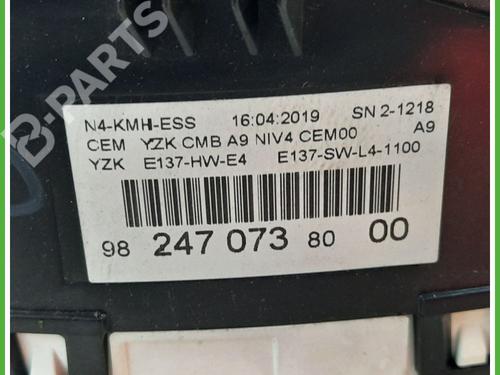 B-PARTS
N4-KMH-ESS 16:04:2019 SN 2-1218
CEM YZK CMB A9 NIV4 CEM00 A9
YZK E137-HW-E4 E137-SW-L4-1100
98 247 073 80 00